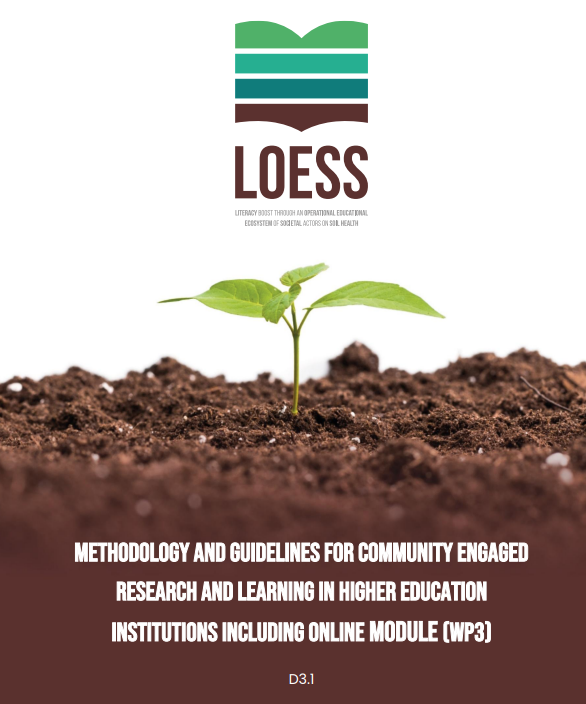 LOESS
LITERACY BOOST THROUGH AN OPERATIONAL EDUCATIONAL
ECOSYSTEM OF SOCIETAL ACTORS ON SOIL HEALTH
METHODOLOGY AND GUIDELINES FOR COMMUNITY ENGAGED
RESEARCH AND LEARNING IN HIGHER EDUCATION
INSTITUTIONS INCLUDING ONLINE MODULE (WP3)
D3.1